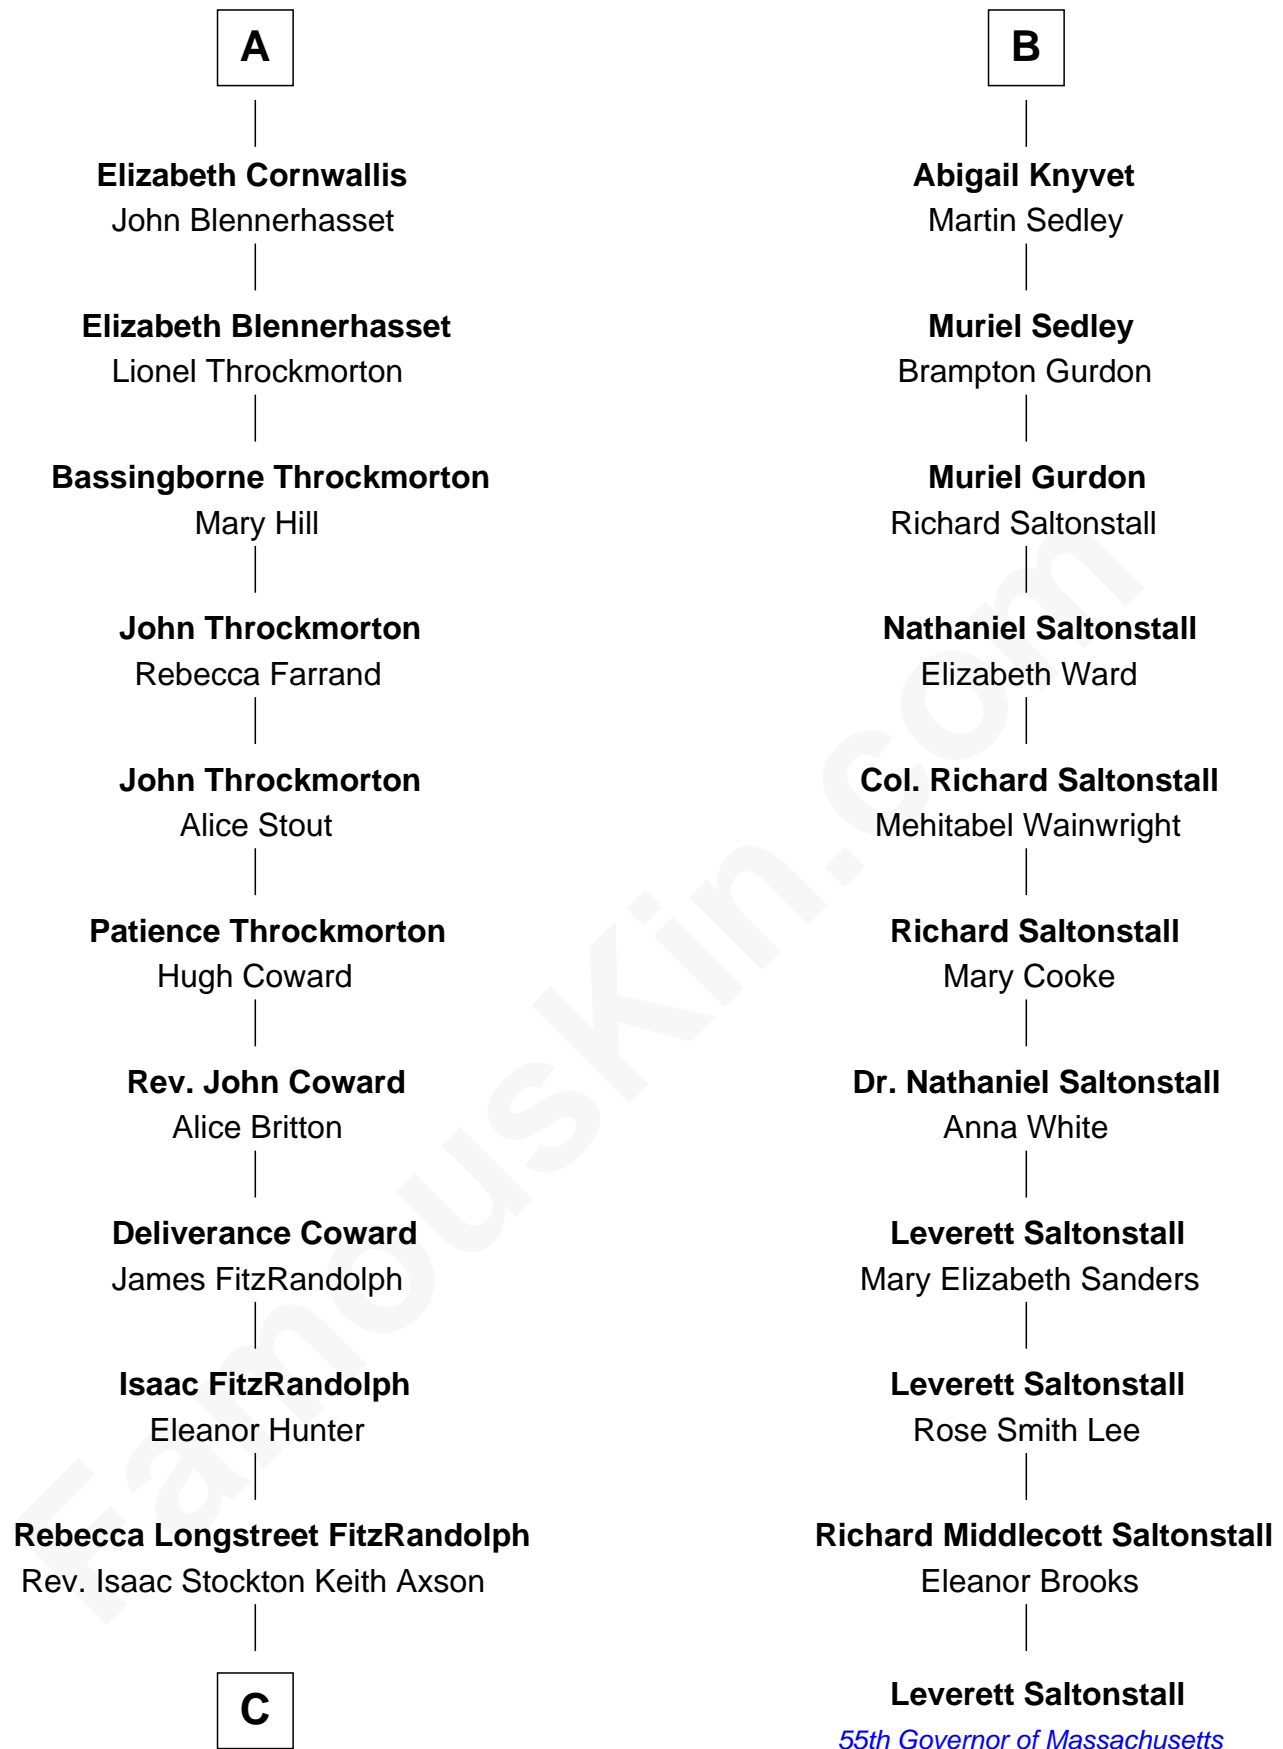 A
Elizabeth Cornwallis
John Blennerhasset
Elizabeth Blennerhasset
Lionel Throckmorton
Bassingborne Throckmorton
Mary Hill
John Throckmorton
Rebecca Farrand
John Throckmorton
Alice Stout
Patience Throckmorton
Hugh Coward
Rev. John Coward
Alice Britton
Deliverance Coward
James FitzRandolph
Isaac FitzRandolph
Eleanor Hunter
Rebecca Longstreet FitzRandolph
Rev. Isaac Stockton Keith Axson
C
B
Abigail Knyvet
Martin Sedley
Muriel Sedley
Brampton Gurdon
Muriel Gurdon
Richard Saltonstall
Nathaniel Saltonstall
Elizabeth Ward
Col. Richard Saltonstall
Mehitabel Wainwright
Richard Saltonstall
Mary Cooke
Dr. Nathaniel Saltonstall
Anna White
Leverett Saltonstall
Mary Elizabeth Sanders
Leverett Saltonstall
Rose Smith Lee
Richard Middlecott Saltonstall
Eleanor Brooks
Leverett Saltonstall
55th Governor of Massachusetts
FamousKin.com